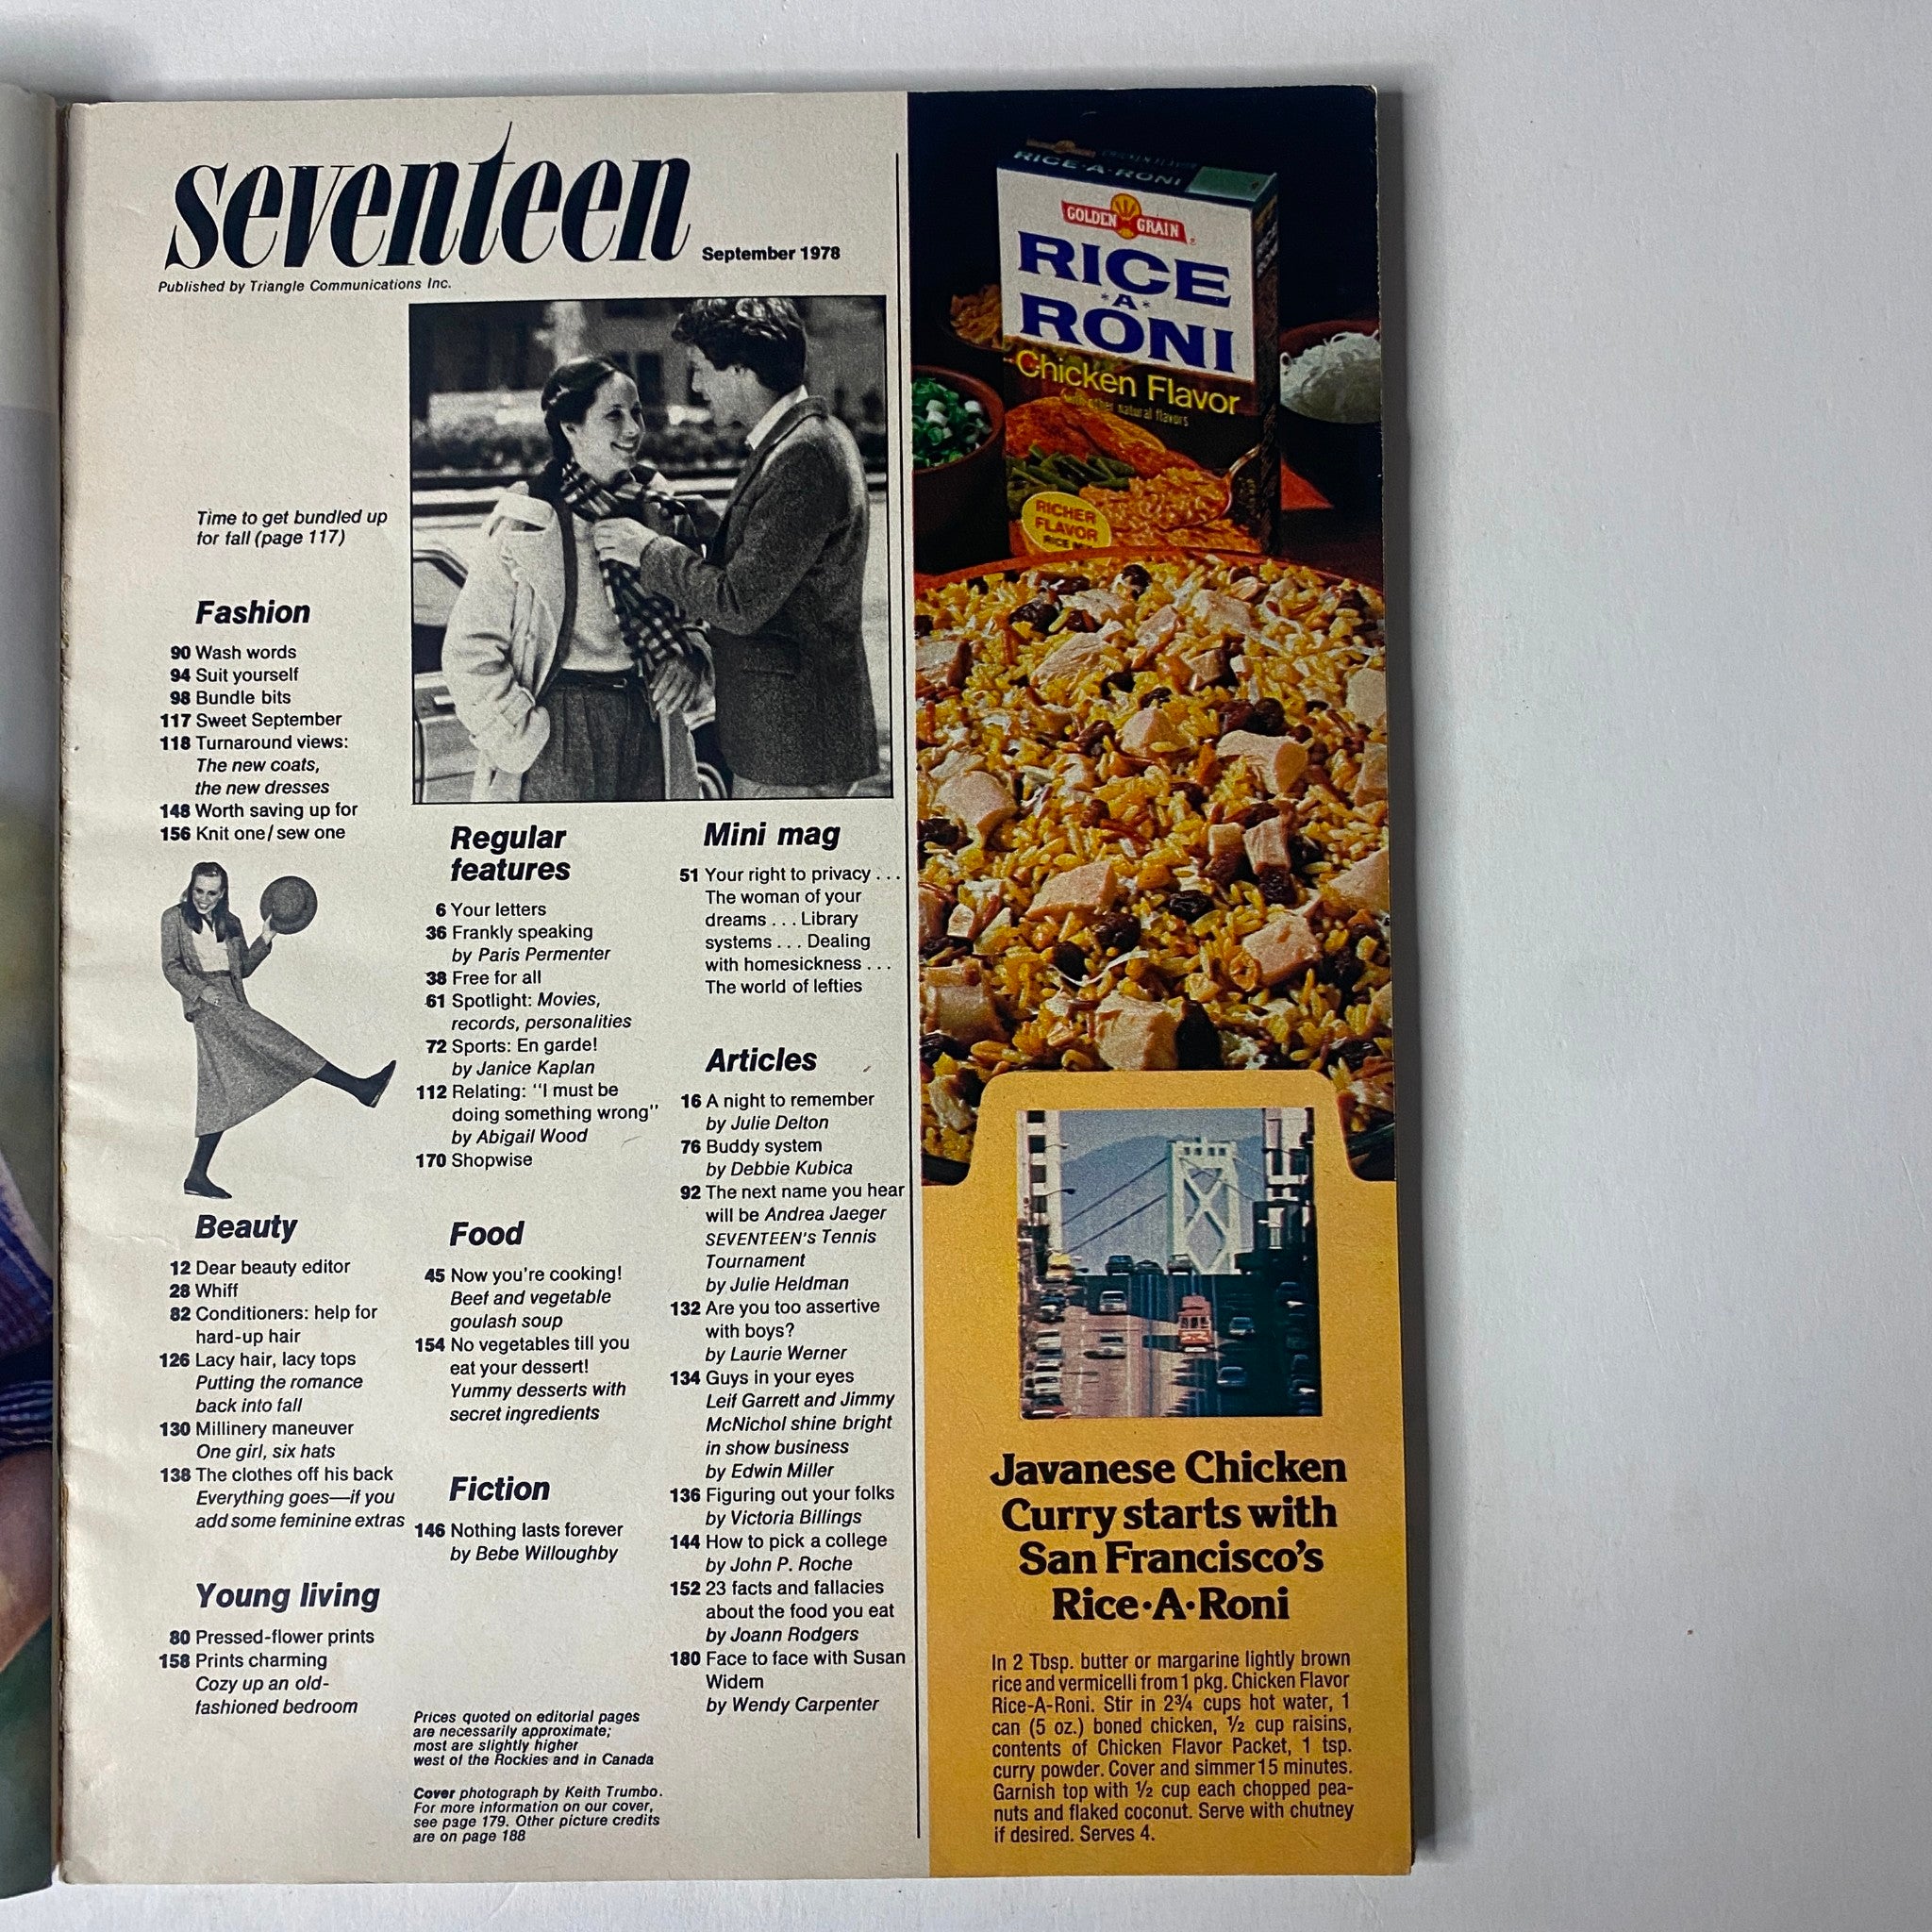 seventeen
September 1978
Published by Triangle Communications Inc.
Time to get bundled up
for fall (page 117)
Fashion
90 Wash words
94 Suit yourself
98 Bundle bits
117 Sweet September
118 Turnaround views:
The new coats,
the new dresses
148 Worth saving up for
156 Knit one/sew one
Beauty
12 Dear beauty editor
28 Whiff
82 Conditioners: help for
hard-up hair
126 Lacy hair, lacy tops
Putting the romance
back into fall
130 Millinery maneuver
One girl, six hats
138 The clothes off his back
Everything goes—if you
add some feminine extras
Young living
80 Pressed-flower prints
158 Prints charming
Cozy up an old-
fashioned bedroom
Regular
features
6 Your letters
36 Frankly speaking
by Paris Permenter
38 Free for all
61 Spotlight: Movies,
records, personalities
72 Sports: En garde!
by Janice Kaplan
112 Relating: "I must be
doing something wrong"
by Abigail Wood
170 Shopwise
Food
45 Now you're cooking!
Beef and vegetable
goulash soup
154 No vegetables till you
eat your dessert!
Yummy desserts with
secret ingredients
Fiction
146 Nothing lasts forever
by Bebe Willoughby
Prices quoted on editorial pages
are necessarily approximate;
most are slightly higher
west of the Rockies and in Canada
Cover photograph by Keith Trumbo.
For more information on our cover,
see page 179. Other picture credits
are on page 188
Mini mag
51 Your right to privacy . . .
The woman of your
dreams . . . Library
systems . . . Dealing
with homesickness . . .
The world of lefties
Articles
16 A night to remember
by Julie Delton
76 Buddy system
by Debbie Kubica
92 The next name you hear
will be Andrea Jaeger
SEVENTEEN's Tennis
Tournament
by Julie Heldman
132 Are you too assertive
with boys?
by Laurie Werner
134 Guys in your eyes
Leif Garrett and Jimmy
McNichol shine bright
in show business
by Edwin Miller
136 Figuring out your folks
by Victoria Billings
144 How to pick a college
by John P. Roche
152 23 facts and fallacies
about the food you eat
by Joann Rodgers
180 Face to face with Susan
Widem
by Wendy Carpenter
RICE·A·RONI
CHICKEN FLAVOR
GOLDEN GRAIN
RICE
*A*
RONI
Chicken Flavor
with other natural flavors
RICHER
FLAVOR
RICE
Javanese Chicken
Curry starts with
San Francisco's
Rice·A·Roni
In 2 Tbsp. butter or margarine lightly brown
rice and vermicelli from 1 pkg. Chicken Flavor
Rice-A-Roni. Stir in 2¾ cups hot water, 1
can (5 oz.) boned chicken, ½ cup raisins,
contents of Chicken Flavor Packet, 1 tsp.
curry powder. Cover and simmer 15 minutes.
Garnish top with ½ cup each chopped pea-
nuts and flaked coconut. Serve with chutney
if desired. Serves 4.